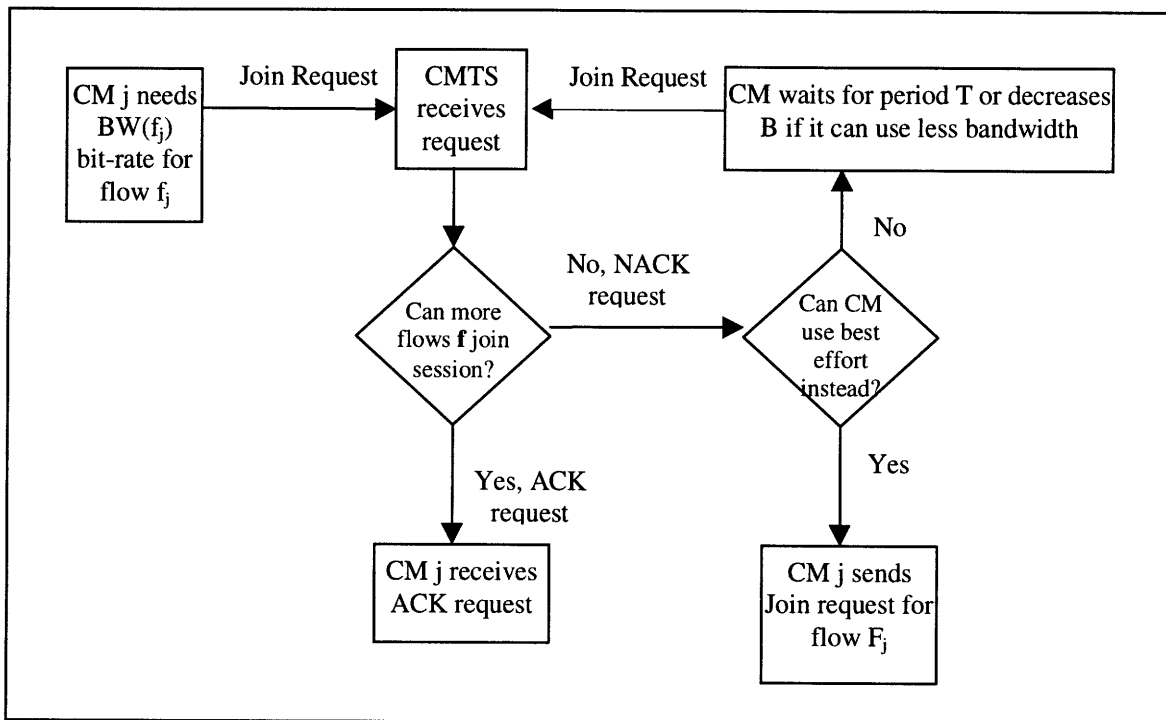 CM j needs
BW(fj)
bit-rate for
flow fj
Join Request
CMTS
receives
request
Join Request
CM waits for period T or decreases
B if it can use less bandwidth
No
Can more
flows f join
session?
No, NACK
request
Can CM
use best
effort
instead?
Yes, ACK
request
Yes
CM j receives
ACK request
CM j sends
Join request for
flow Fj